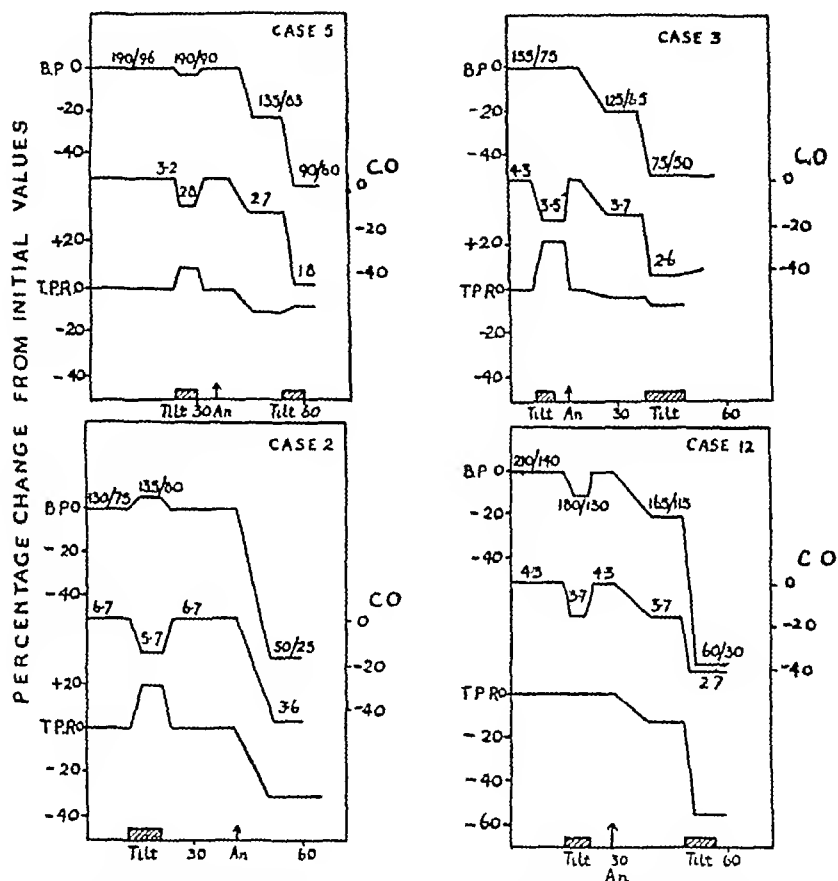 PERCENTAGE CHANGE FROM INITIAL VALUES
CASE 5
190/96 190/90
B.P 0
135/83
-20
-40
90/60
CO
3.2
0
2.8
2.7
-20
+20
1.8
-40
T.P.R 0
-20
-40
Tilt 30 An Tilt 60
CASE 3
155/75
B.P 0
125/85
-20
-40
75/50
CO
4.3
0
3.5
3.7
-20
+20
2.6
-40
T.P.R 0
-20
-40
Tilt An 30 Tilt 60
CASE 2
130/75 135/80
B.P 0
-20
-40
CO
6.7 6.7
0
5.7
50/25
-20
+20
3.6
-40
T.P.R 0
-20
-40
Tilt 30 An 60
CASE 12
210/140
B.P 0
180/130 165/115
-20
-40
CO
4.3 4.3
0
3.7 3.7
-20
60/30
-40
2.7
T.P.R 0
-20
-40
-60
Tilt 30 Tilt 60
An